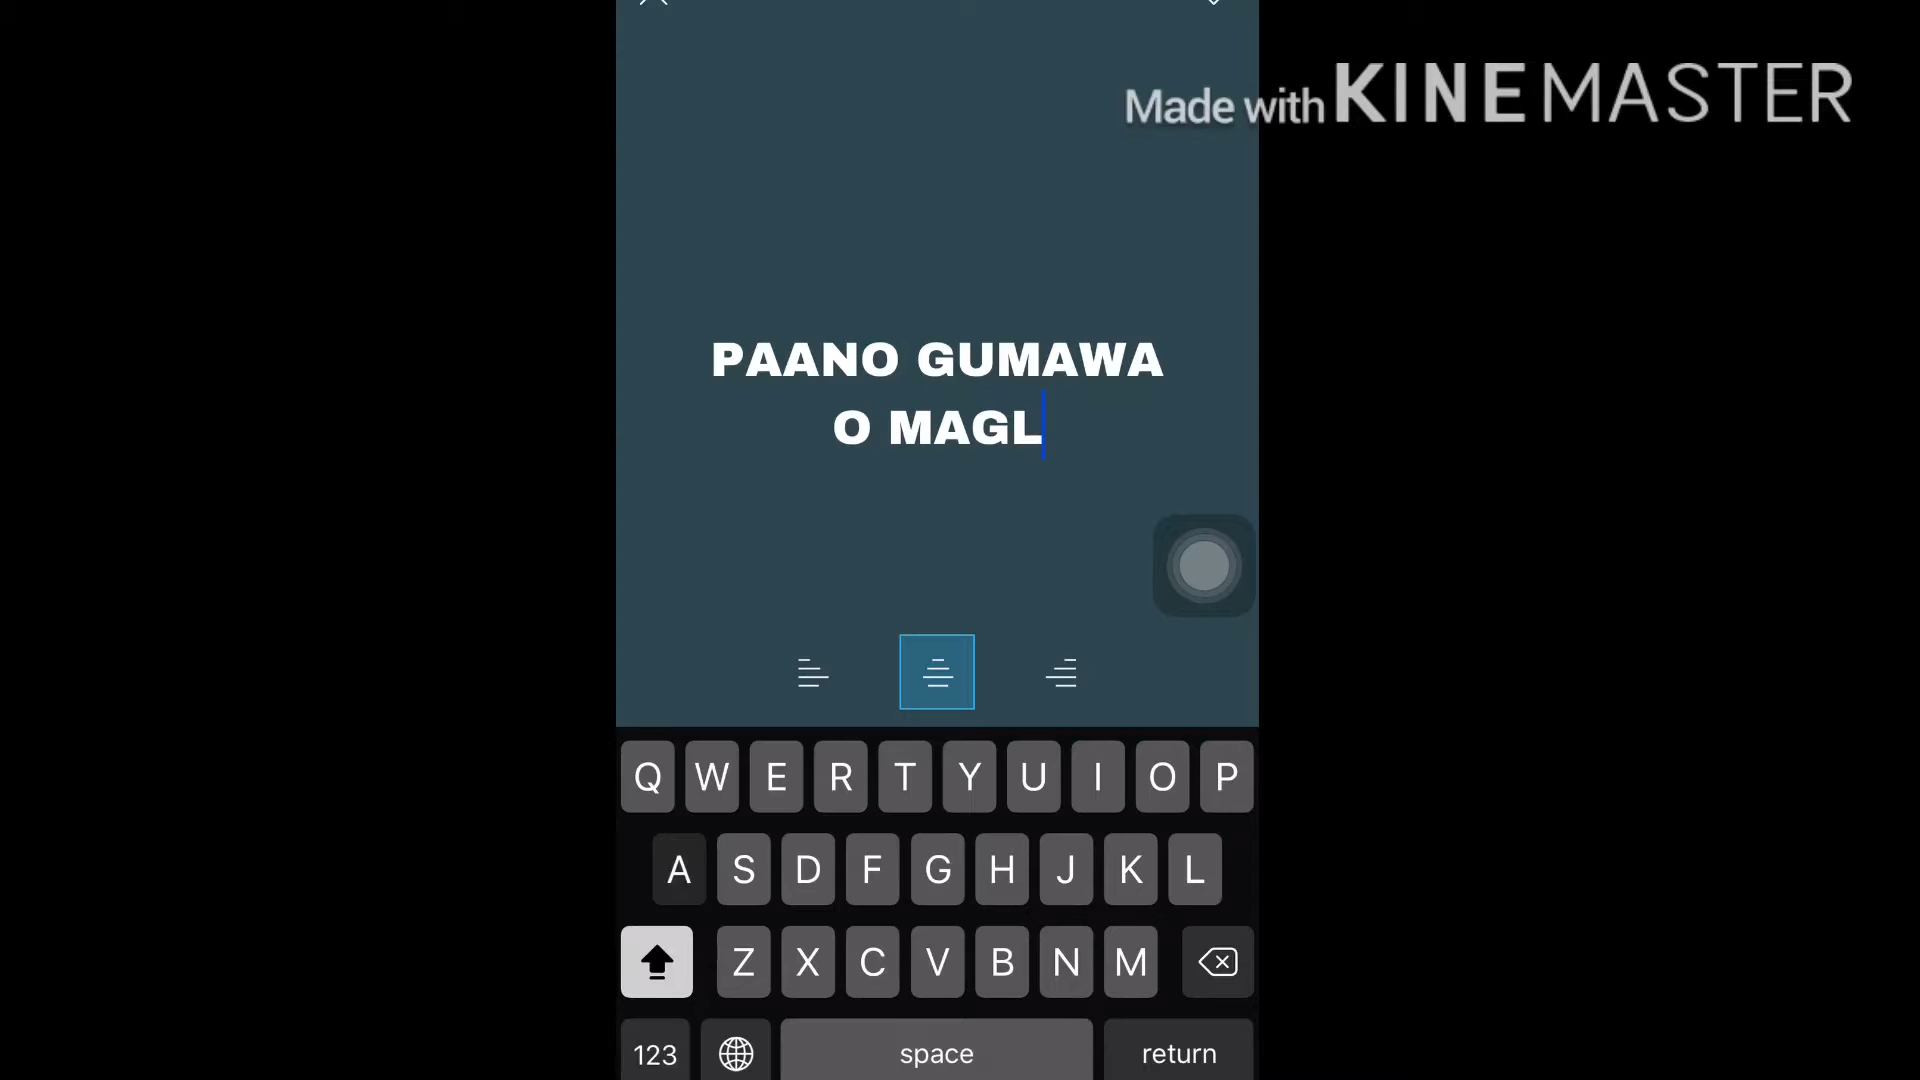 Made with KINEMASTER
PAANO GUMAWA
O MAGL
Q W E R T Y U I O P
A S D F G H J K L
Z X C V B N M
123 space return